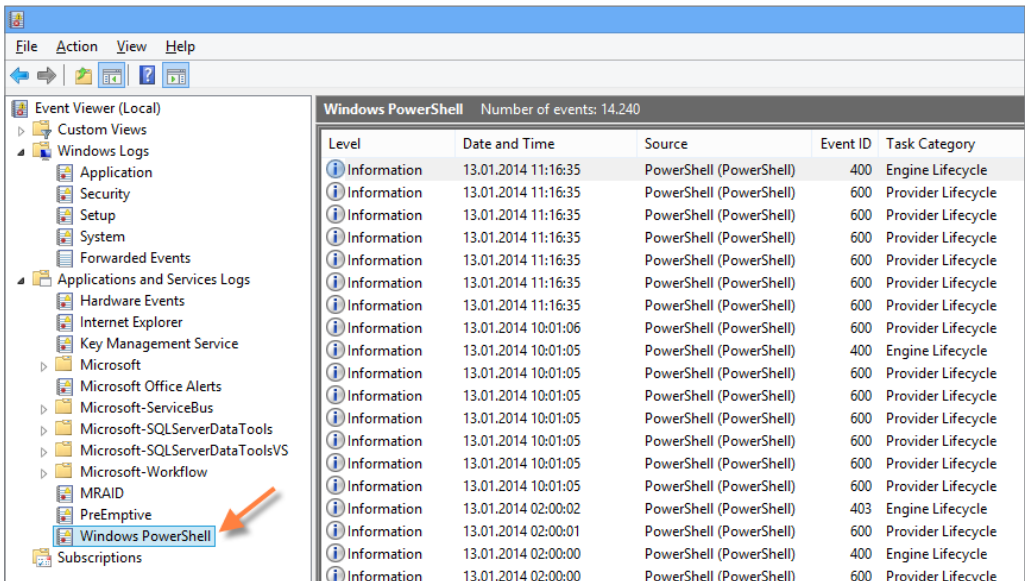 File Action View Help
Event Viewer (Local)
Custom Views
Windows Logs
Application
Security
Setup
System
Forwarded Events
Applications and Services Logs
Hardware Events
Internet Explorer
Key Management Service
Microsoft
Microsoft Office Alerts
Microsoft-ServiceBus
Microsoft-SQLServerDataTools
Microsoft-SQLServerDataToolsVS
Microsoft-Workflow
MRAID
PreEmptive
Windows PowerShell
Subscriptions
Windows PowerShell Number of events: 14.240
Level Date and Time Source Event ID Task Category
Information 13.01.2014 11:16:35 PowerShell (PowerShell) 400 Engine Lifecycle
Information 13.01.2014 11:16:35 PowerShell (PowerShell) 600 Provider Lifecycle
Information 13.01.2014 11:16:35 PowerShell (PowerShell) 600 Provider Lifecycle
Information 13.01.2014 11:16:35 PowerShell (PowerShell) 600 Provider Lifecycle
Information 13.01.2014 11:16:35 PowerShell (PowerShell) 600 Provider Lifecycle
Information 13.01.2014 11:16:35 PowerShell (PowerShell) 600 Provider Lifecycle
Information 13.01.2014 11:16:35 PowerShell (PowerShell) 600 Provider Lifecycle
Information 13.01.2014 10:01:06 PowerShell (PowerShell) 600 Provider Lifecycle
Information 13.01.2014 10:01:05 PowerShell (PowerShell) 400 Engine Lifecycle
Information 13.01.2014 10:01:05 PowerShell (PowerShell) 600 Provider Lifecycle
Information 13.01.2014 10:01:05 PowerShell (PowerShell) 600 Provider Lifecycle
Information 13.01.2014 10:01:05 PowerShell (PowerShell) 600 Provider Lifecycle
Information 13.01.2014 10:01:05 PowerShell (PowerShell) 600 Provider Lifecycle
Information 13.01.2014 10:01:05 PowerShell (PowerShell) 600 Provider Lifecycle
Information 13.01.2014 10:01:05 PowerShell (PowerShell) 600 Provider Lifecycle
Information 13.01.2014 02:00:02 PowerShell (PowerShell) 403 Engine Lifecycle
Information 13.01.2014 02:00:01 PowerShell (PowerShell) 600 Provider Lifecycle
Information 13.01.2014 02:00:00 PowerShell (PowerShell) 400 Engine Lifecycle
Information 13.01.2014 02:00:00 PowerShell (PowerShell) 600 Provider Lifecycle